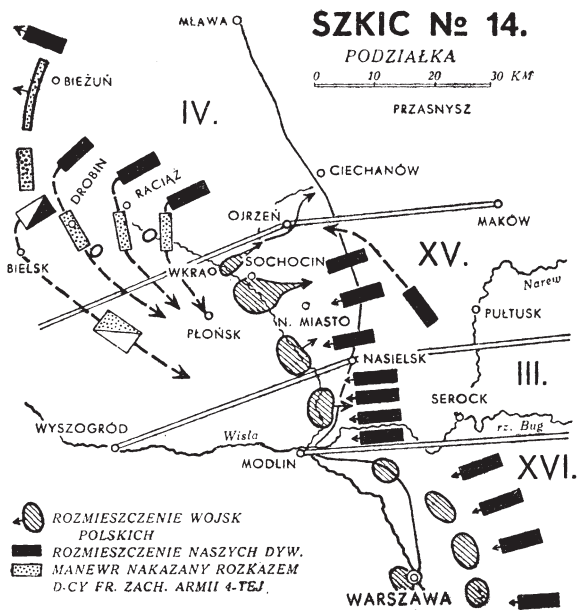 SZKIC № 14.
MŁAWA
PODZIAŁKA
0 10 20 30 KM
BIEŻUŃ
IV.
PRZASNYSZ
DROBIN
RACIĄŻ
CIECHANÓW
OJRZEŃ
MAKÓW
BIELSK
WKRA
SOCHOCIN
XV.
Narew
PŁOŃSK
N. MIASTO
PUŁTUSK
NASIELSK
III.
SEROCK
WYSZOGRÓD
Wisła
rz. Bug
MODLIN
XVI.
ROZMIESZCZENIE WOJSK
POLSKICH
ROZMIESZCZENIE NASZYCH DYW.
MANEWR NAKAZANY ROZKAZEM
D-CY FR. ZACH. ARMII 4-TEJ
WARSZAWA